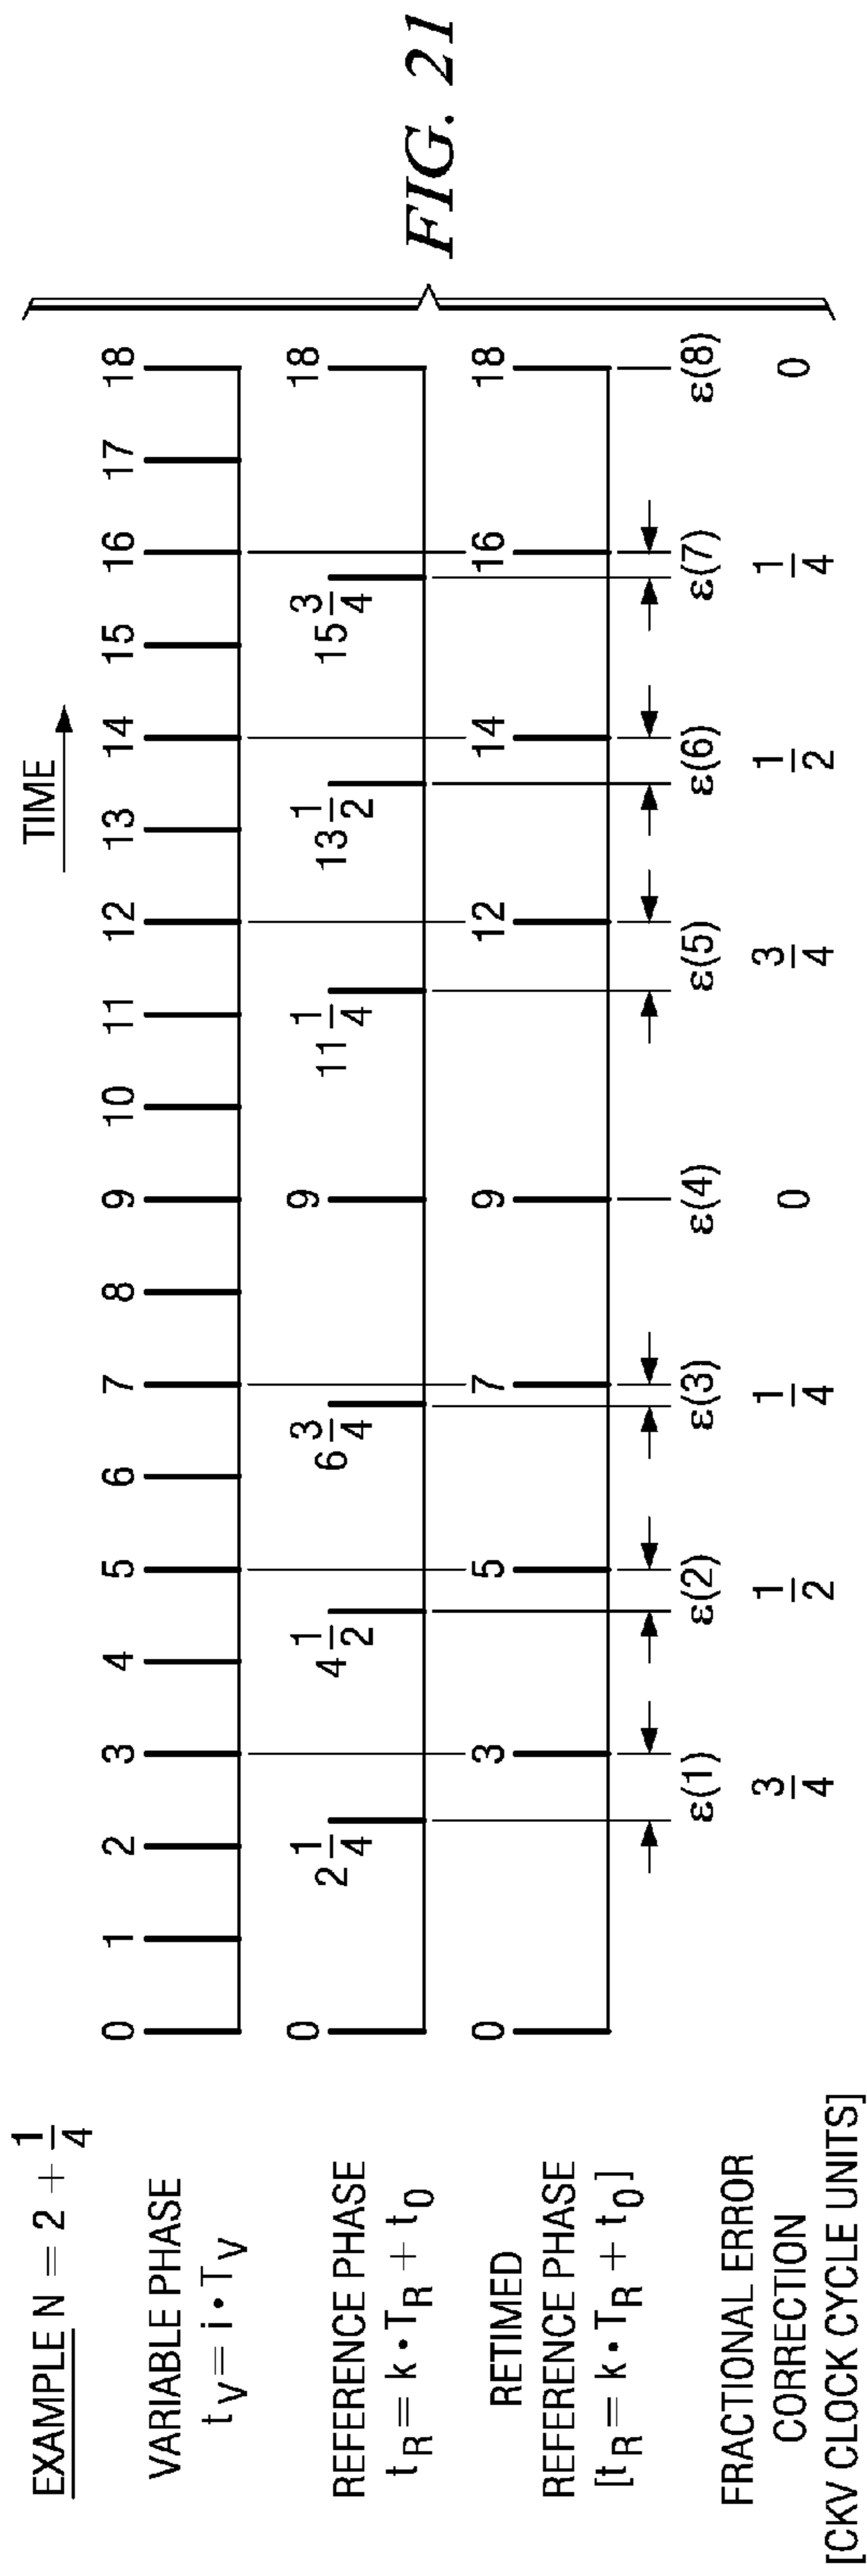 EXAMPLE N = 2 + 1/4
TIME
VARIABLE PHASE
t_V = i • T_V
0 1 2 3 4 5 6 7 8 9 10 11 12 13 14 15 16 17 18
REFERENCE PHASE
t_R = k • T_R + t_0
0 2 1/4 4 1/2 6 3/4 9 11 1/4 13 1/2 15 3/4 18
RETIMED
REFERENCE PHASE
[t_R = k • T_R + t_0]
0 3 5 7 9 12 14 16 18
ε(1) ε(2) ε(3) ε(4) ε(5) ε(6) ε(7) ε(8)
FRACTIONAL ERROR
CORRECTION
[CKV CLOCK CYCLE UNITS]
3/4 1/2 1/4 0 3/4 1/2 1/4 0
FIG. 21